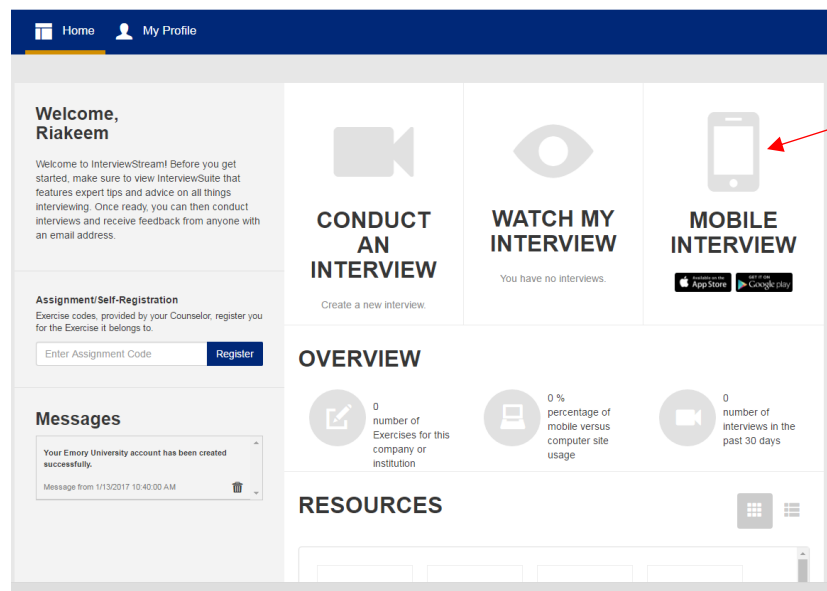 Home
My Profile
Welcome,
Riakeem
Welcome to InterviewStream! Before you get
started, make sure to view InterviewSuite that
features expert tips and advice on all things
interviewing. Once ready, you can then conduct
interviews and receive feedback from anyone with
an email address.
Assignment/Self-Registration
Exercise codes, provided by your Counselor, register you
for the Exercise it belongs to.
Enter Assignment Code
Register
Messages
Your Emory University account has been created
successfully.
Message from 1/13/2017 10:40:00 AM
CONDUCT
AN
INTERVIEW
Create a new interview.
WATCH MY
INTERVIEW
You have no interviews.
MOBILE
INTERVIEW
Available on the
App Store
GET IT ON
Google play
OVERVIEW
0
number of
Exercises for this
company or
institution
0 %
percentage of
mobile versus
computer site
usage
0
number of
interviews in the
past 30 days
RESOURCES